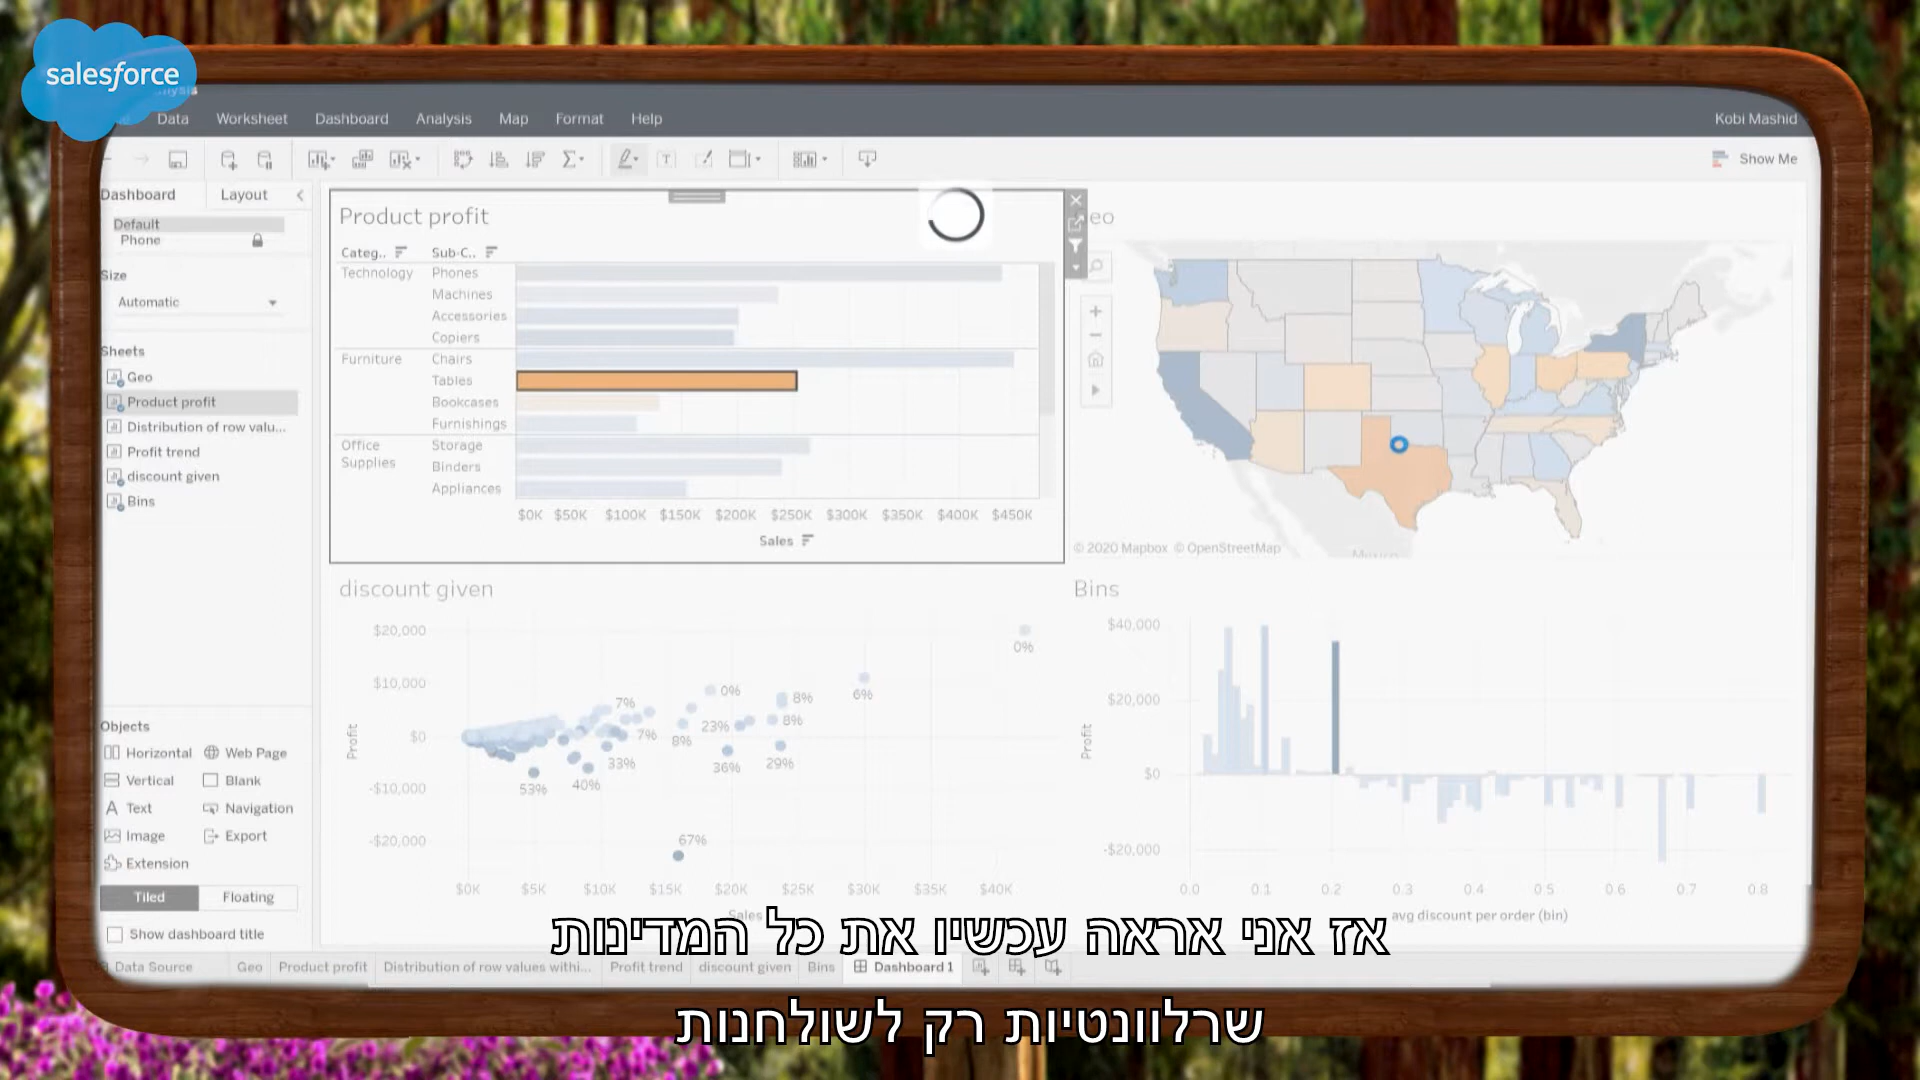 salesforce
Data Worksheet Dashboard Analysis Map Format Help
Kobi Mashid
Show Me
Dashboard Layout
Default
Phone
Size
Automatic
Sheets
Geo
Product profit
Distribution of row valu...
Profit trend
discount given
Bins
Objects
Horizontal Web Page
Vertical Blank
Text Navigation
Image Export
Extension
Tiled Floating
Show dashboard title
Product profit
Categ.. Sub-C..
Technology Phones
Machines
Accessories
Copiers
Furniture Chairs
Tables
Bookcases
Furnishings
Office Supplies Storage
Binders
Appliances
$0K $50K $100K $150K $200K $250K $300K $350K $400K $450K
Sales
eo
© 2020 Mapbox © OpenStreetMap
Mexico
discount given
Profit
$20,000
$10,000
$0
-$10,000
-$20,000
0%
0%
7%
8%
6%
7%
8%
23%
8%
33%
36%
29%
53%
40%
67%
$0K $5K $10K $15K $20K $25K $30K $35K $40K
Sales
Bins
Profit
$40,000
$20,000
$0
-$20,000
0.0 0.1 0.2 0.3 0.4 0.5 0.6 0.7 0.8
avg discount per order (bin)
Data Source Geo Product profit Distribution of row values withi... Profit trend discount given Bins Dashboard 1
אז אני אראה עכשיו את כל המדינות
שרלוונטיות רק לשולחנות